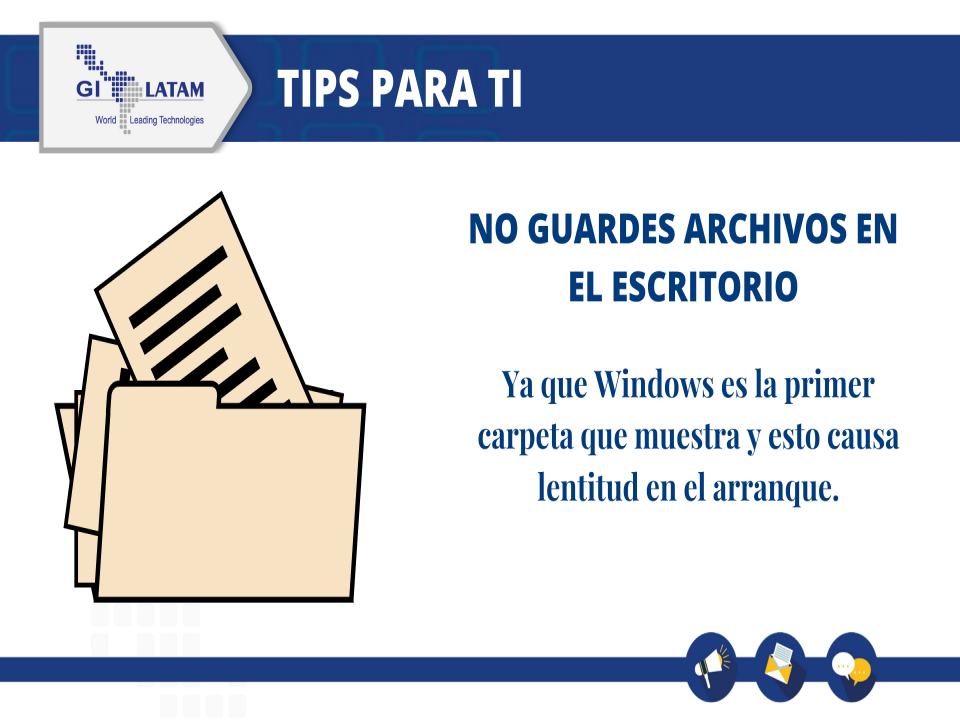 GI LATAM
World Leading Technologies
TIPS PARA TI
NO GUARDES ARCHIVOS EN
EL ESCRITORIO
Ya que Windows es la primer
carpeta que muestra y esto causa
lentitud en el arranque.